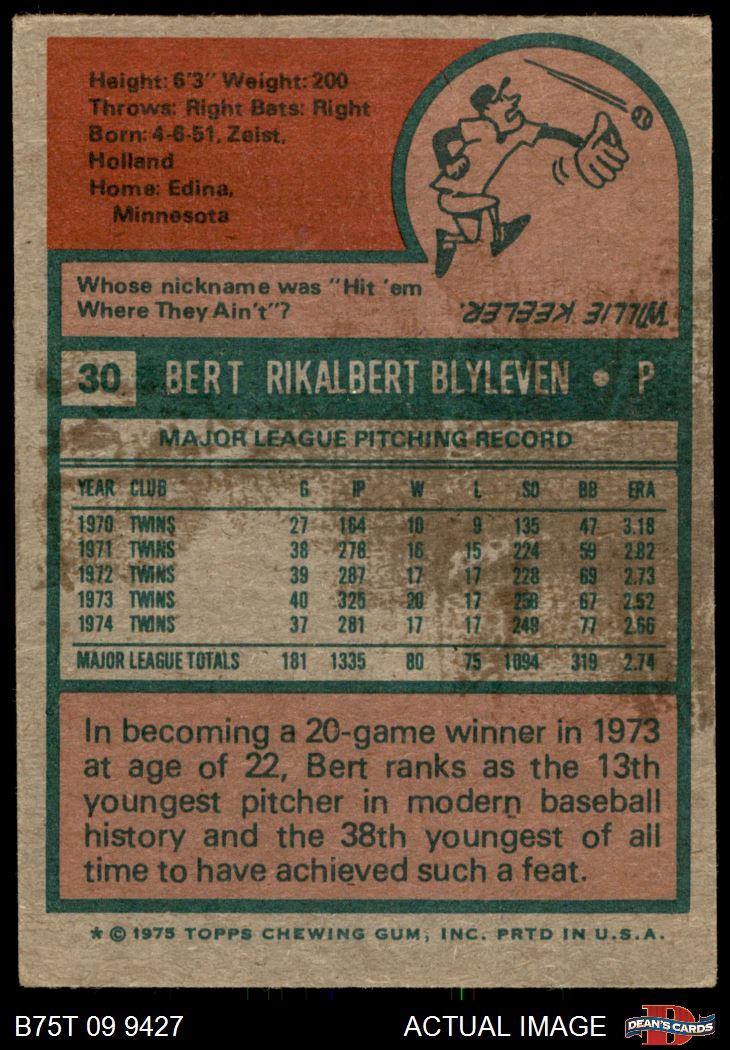 Height: 6'3" Weight: 200
Throws: Right Bats: Right
Born: 4-6-51, Zeist,
Holland
Home: Edina,
Minnesota
Whose nickname was "Hit 'em
Where They Ain't"?
WILLIE KEELER.
30 BERT RIKALBERT BLYLEVEN • P
MAJOR LEAGUE PITCHING RECORD
YEAR CLUB G IP W L SO BB ERA
1970 TWINS 27 164 10 9 135 47 3.18
1971 TWINS 38 278 16 15 224 59 2.82
1972 TWINS 39 287 17 17 228 69 2.73
1973 TWINS 40 325 20 17 258 67 2.52
1974 TWINS 37 281 17 17 249 77 2.66
MAJOR LEAGUE TOTALS 181 1335 80 75 1094 319 2.74
In becoming a 20-game winner in 1973
at age of 22, Bert ranks as the 13th
youngest pitcher in modern baseball
history and the 38th youngest of all
time to have achieved such a feat.
* © 1975 TOPPS CHEWING GUM, INC. PRTD IN U.S.A.
B75T 09 9427 ACTUAL IMAGE D DEAN'S CARDS